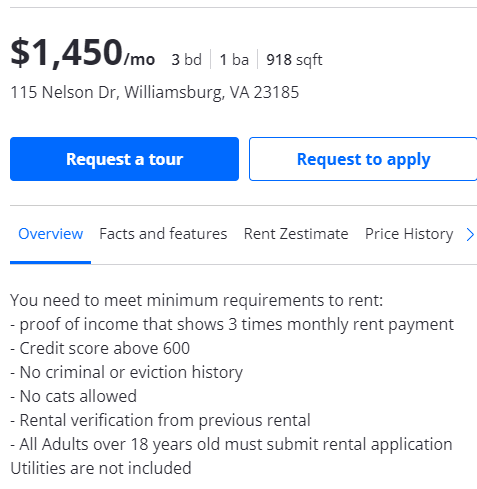 $1,450/mo 3 bd 1 ba 918 sqft
115 Nelson Dr, Williamsburg, VA 23185
Request a tour Request to apply
Overview Facts and features Rent Zestimate Price History
You need to meet minimum requirements to rent:
- proof of income that shows 3 times monthly rent payment
- Credit score above 600
- No criminal or eviction history
- No cats allowed
- Rental verification from previous rental
- All Adults over 18 years old must submit rental application
Utilities are not included